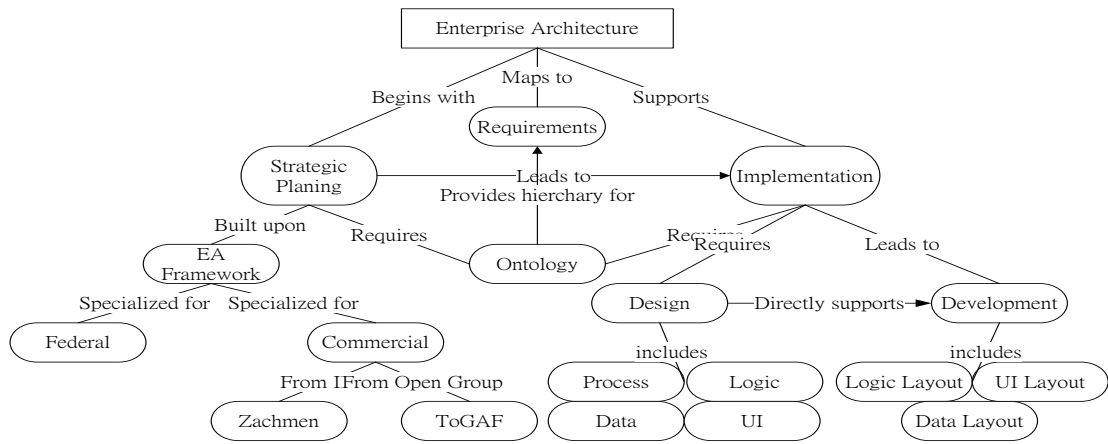 Enterprise Architecture
Maps to
Begins with
Supports
Requirements
Strategic
Planing
Leads to
Implementation
Provides hierchary for
Built upon
Requires
Requires
Requires
Leads to
EA
Framework
Ontology
Specialized for
Specialized for
Design
Directly supports
Development
Federal
Commercial
includes
includes
From I
From Open Group
Process
Logic
Logic Layout
UI Layout
Zachmen
ToGAF
Data
UI
Data Layout